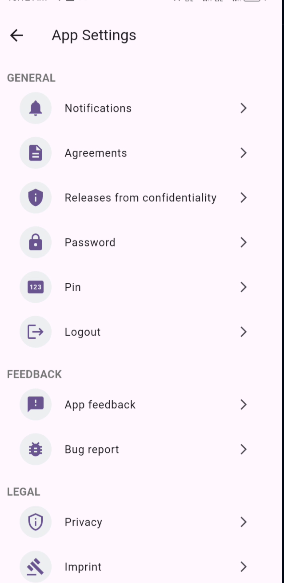 App Settings
GENERAL
Notifications
Agreements
Releases from confidentiality
Password
123
Pin
Logout
FEEDBACK
App feedback
Bug report
LEGAL
Privacy
Imprint